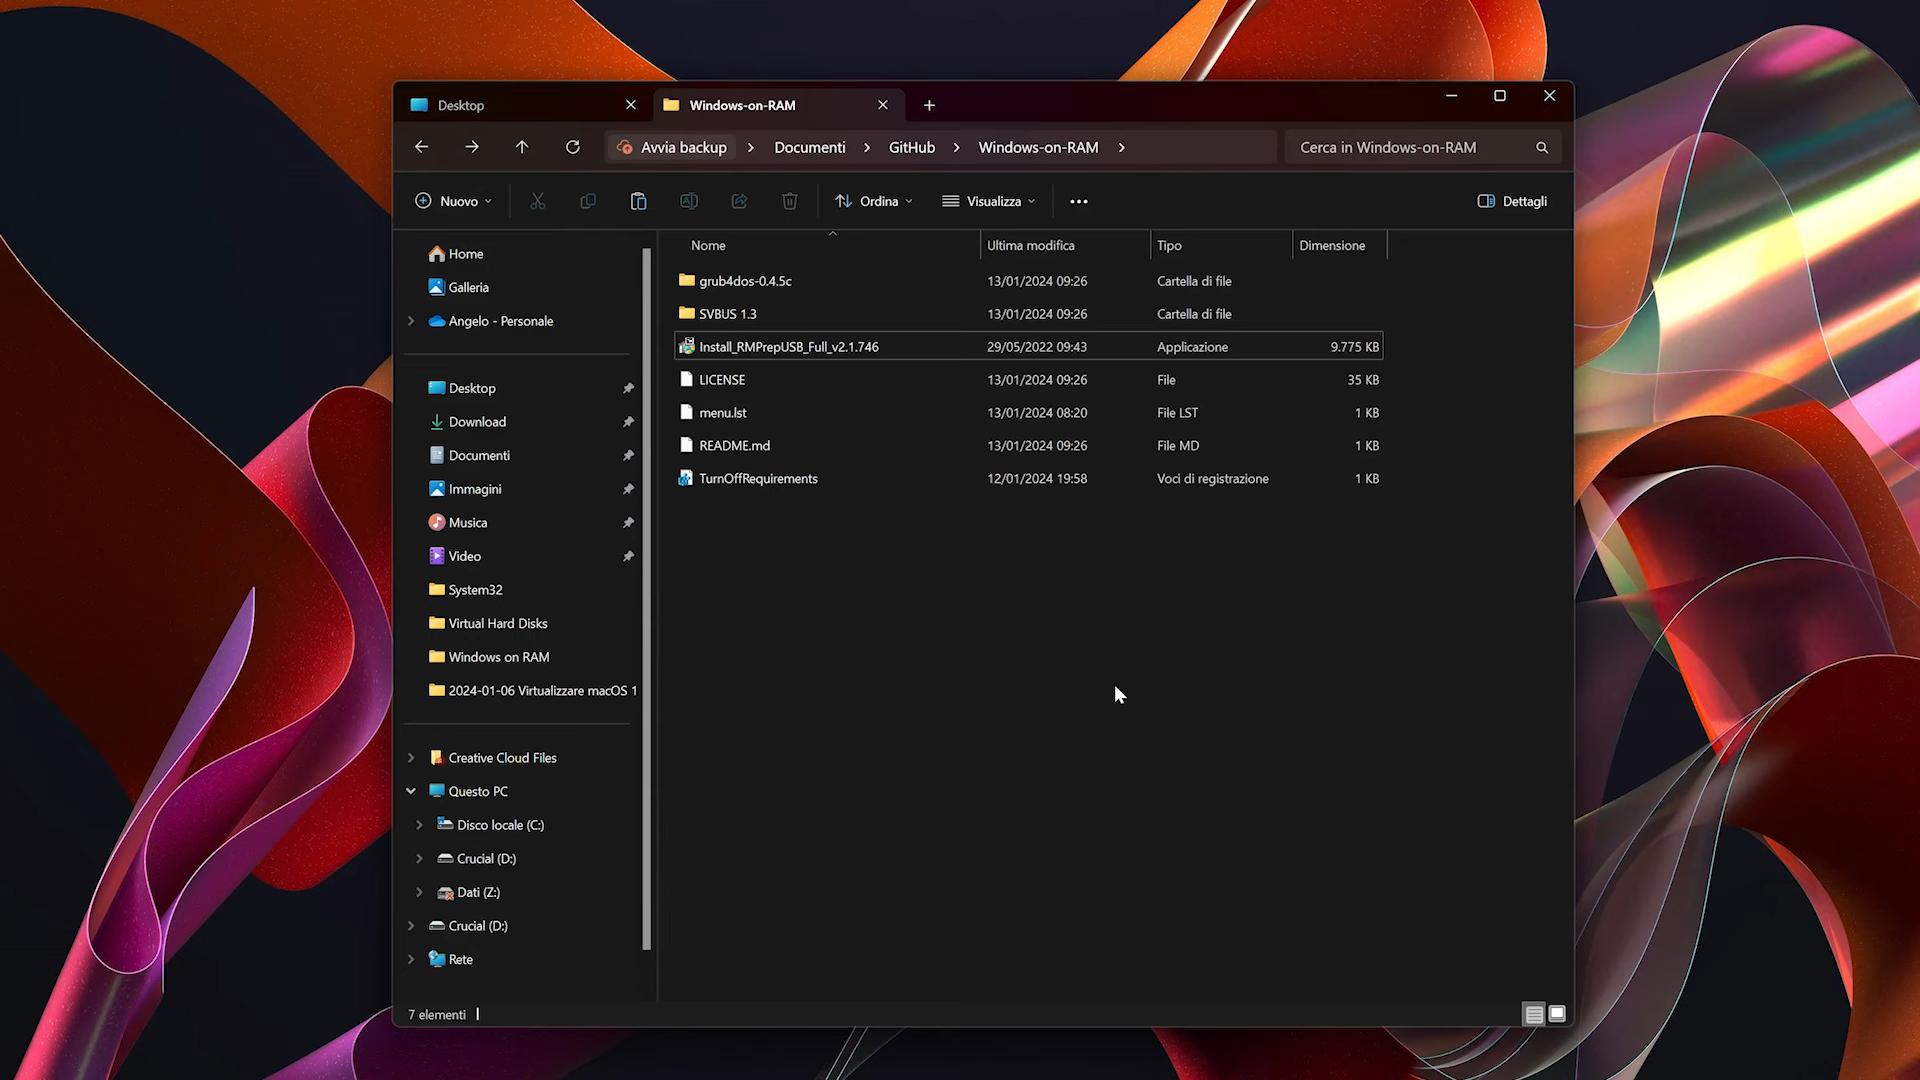 Desktop
Windows-on-RAM
Avvia backup
Documenti
GitHub
Windows-on-RAM
Cerca in Windows-on-RAM
Nuovo
Ordina
Visualizza
Dettagli
Nome
Ultima modifica
Tipo
Dimensione
Home
Galleria
Angelo - Personale
Desktop
Download
Documenti
Immagini
Musica
Video
System32
Virtual Hard Disks
Windows on RAM
2024-01-06 Virtualizzare macOS 1
Creative Cloud Files
Questo PC
Disco locale (C:)
Crucial (D:)
Dati (Z:)
Crucial (D:)
Rete
grub4dos-0.4.5c 13/01/2024 09:26 Cartella di file
SVBUS 1.3 13/01/2024 09:26 Cartella di file
Install_RMPrepUSB_Full_v2.1.746 29/05/2022 09:43 Applicazione 9.775 KB
LICENSE 13/01/2024 09:26 File 35 KB
menu.lst 13/01/2024 08:20 File LST 1 KB
README.md 13/01/2024 09:26 File MD 1 KB
TurnOffRequirements 12/01/2024 19:58 Voci di registrazione 1 KB
7 elementi